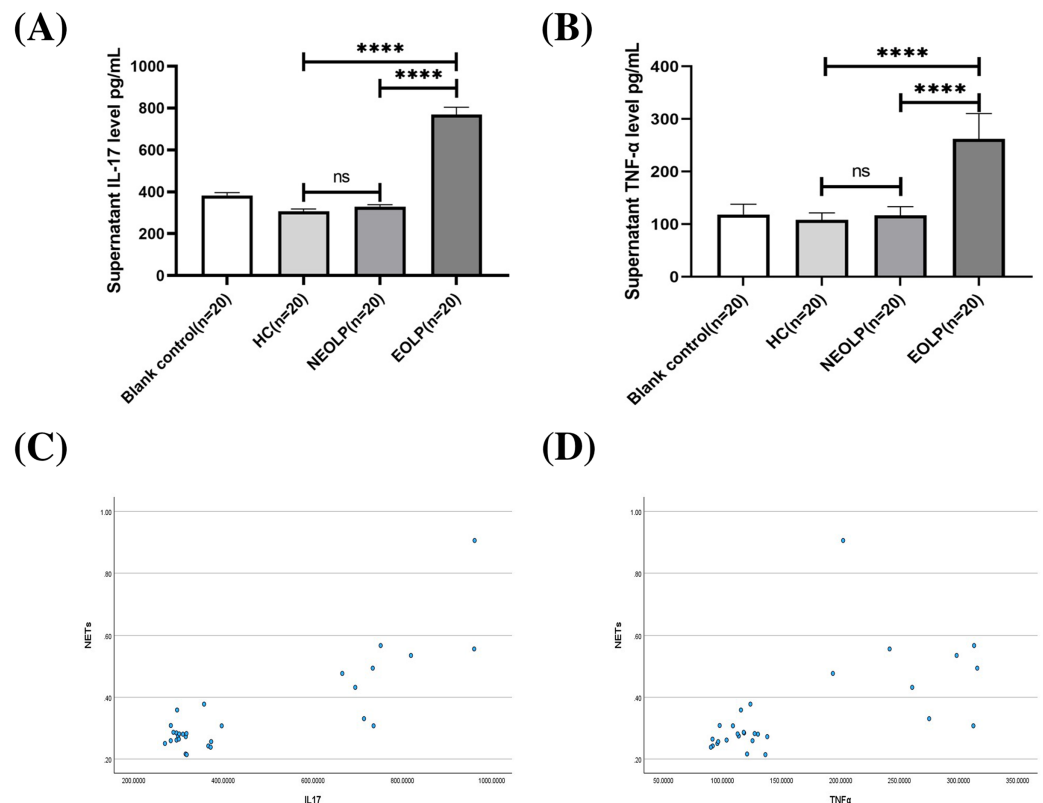 (A)
Supernatant IL-17 level pg/mL
1000
800
600
400
200
0
****
****
ns
Blank control(n=20)
HC(n=20)
NEOLP(n=20)
EOLP(n=20)
(B)
Supernatant TNF-α level pg/mL
400
300
200
100
0
****
****
ns
Blank control(n=20)
HC(n=20)
NEOLP(n=20)
EOLP(n=20)
(C)
NETs
1.00
.80
.60
.40
.20
200.0000
400.0000
600.0000
800.0000
1000.0000
IL17
(D)
NETs
1.00
.80
.60
.40
.20
50.0000
100.0000
150.0000
200.0000
250.0000
300.0000
350.0000
TNFα